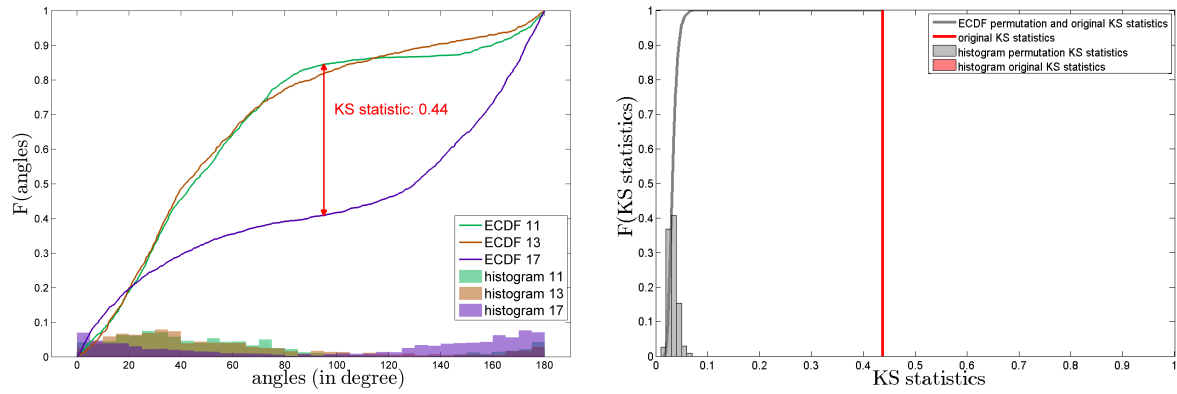 1
0.9
0.8
0.7
0.6
0.5
0.4
0.3
0.2
0.1
0
F(angles)
KS statistic: 0.44
ECDF 11
ECDF 13
ECDF 17
histogram 11
histogram 13
histogram 17
0 20 40 60 80 100 120 140 160 180
angles (in degree)
1
0.9
0.8
0.7
0.6
0.5
0.4
0.3
0.2
0.1
0
F(KS statistics)
ECDF permutation and original KS statistics
original KS statistics
histogram permutation KS statistics
histogram original KS statistics
0 0.1 0.2 0.3 0.4 0.5 0.6 0.7 0.8 0.9 1
KS statistics